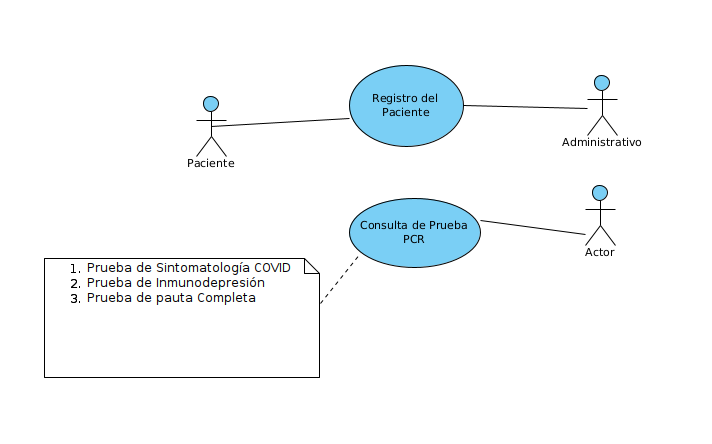 Registro del
Paciente
Paciente
Administrativo
Consulta de Prueba
PCR
Actor
1. Prueba de Sintomatología COVID
2. Prueba de Inmunodepresión
3. Prueba de pauta Completa